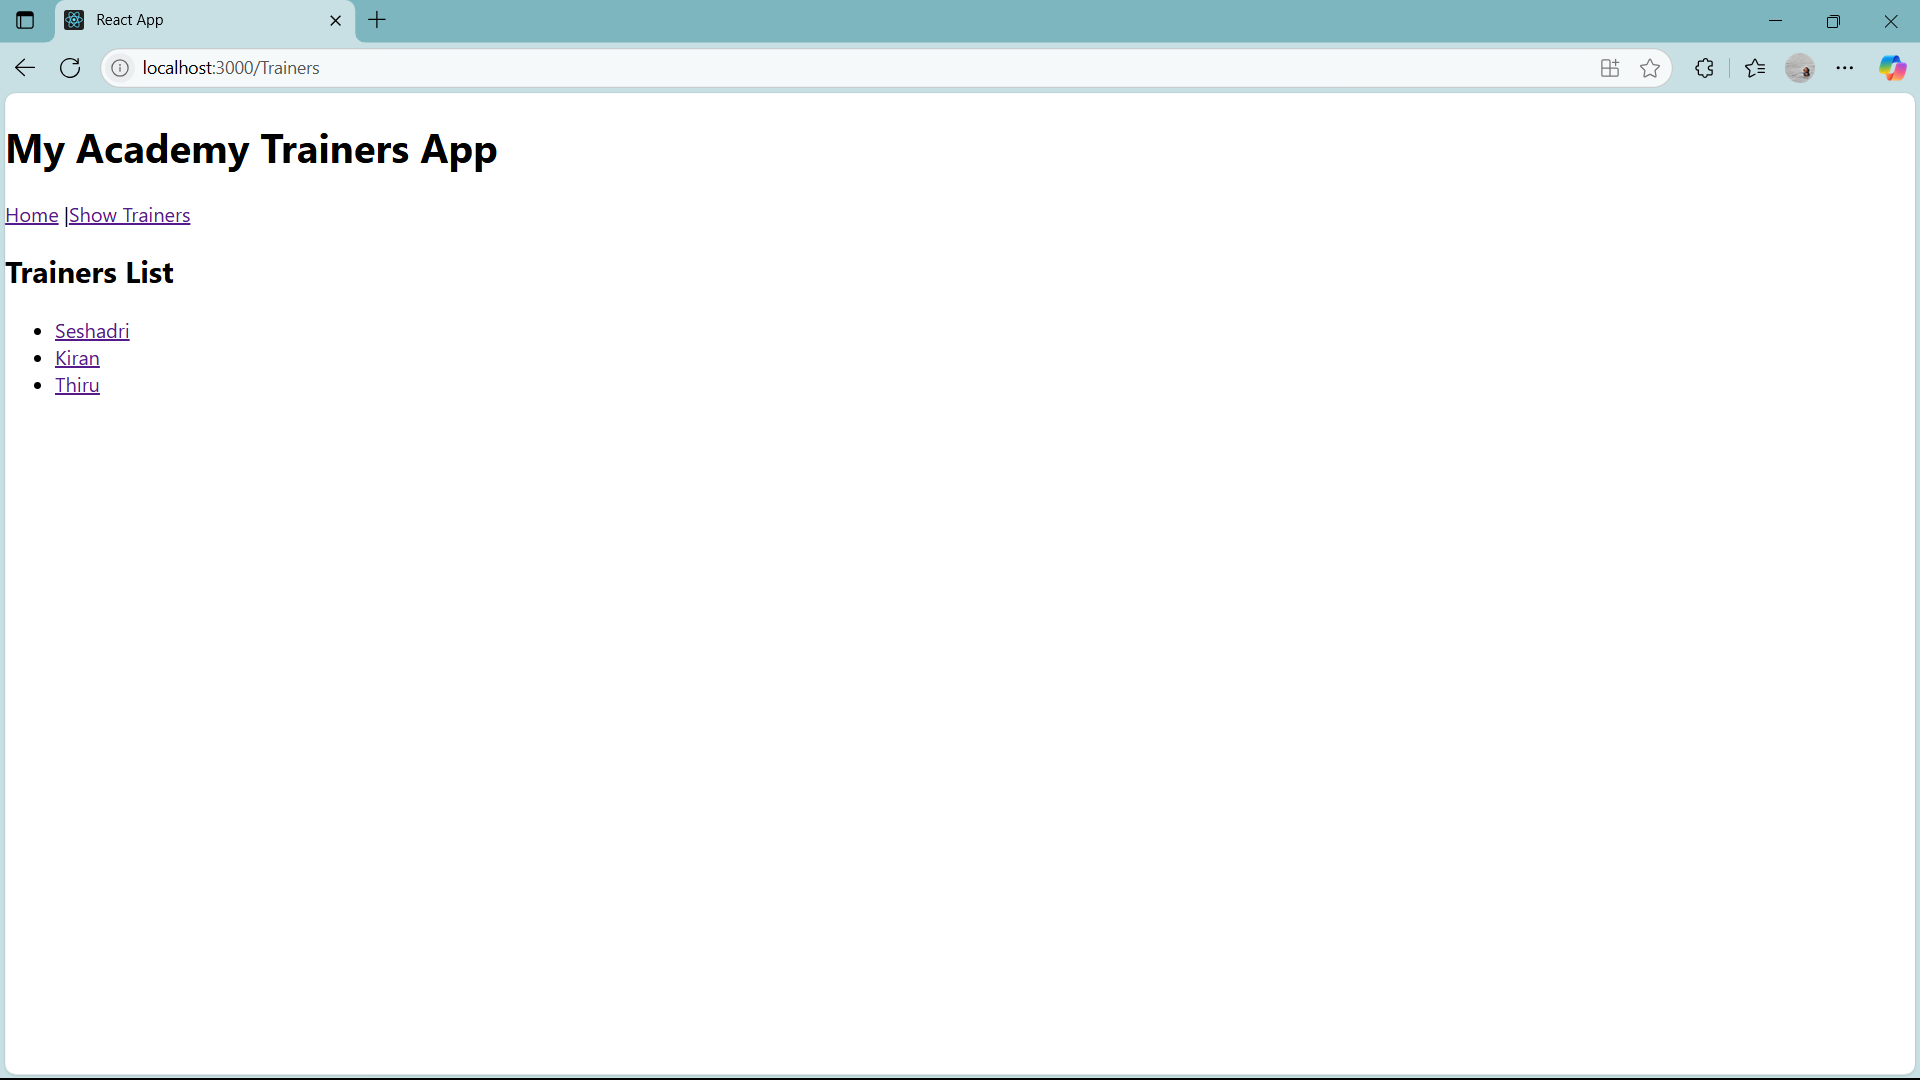 React App
localhost:3000/Trainers
My Academy Trainers App
Home |Show Trainers
Trainers List
Seshadri
Kiran
Thiru